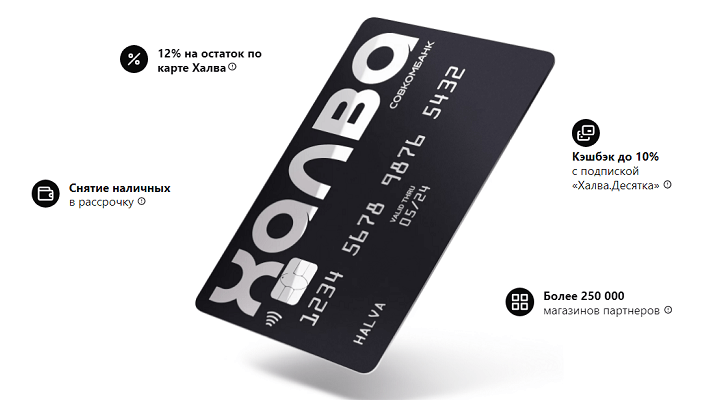 12% на остаток по
карте Халва
Снятие наличных
в рассрочку
халва
СОВКОМБАНК
1234 5678 9876 5432
VALID THRU
05/24
HALVA
Кэшбэк до 10%
с подпиской
«Халва.Десятка»
Более 250 000
магазинов партнеров